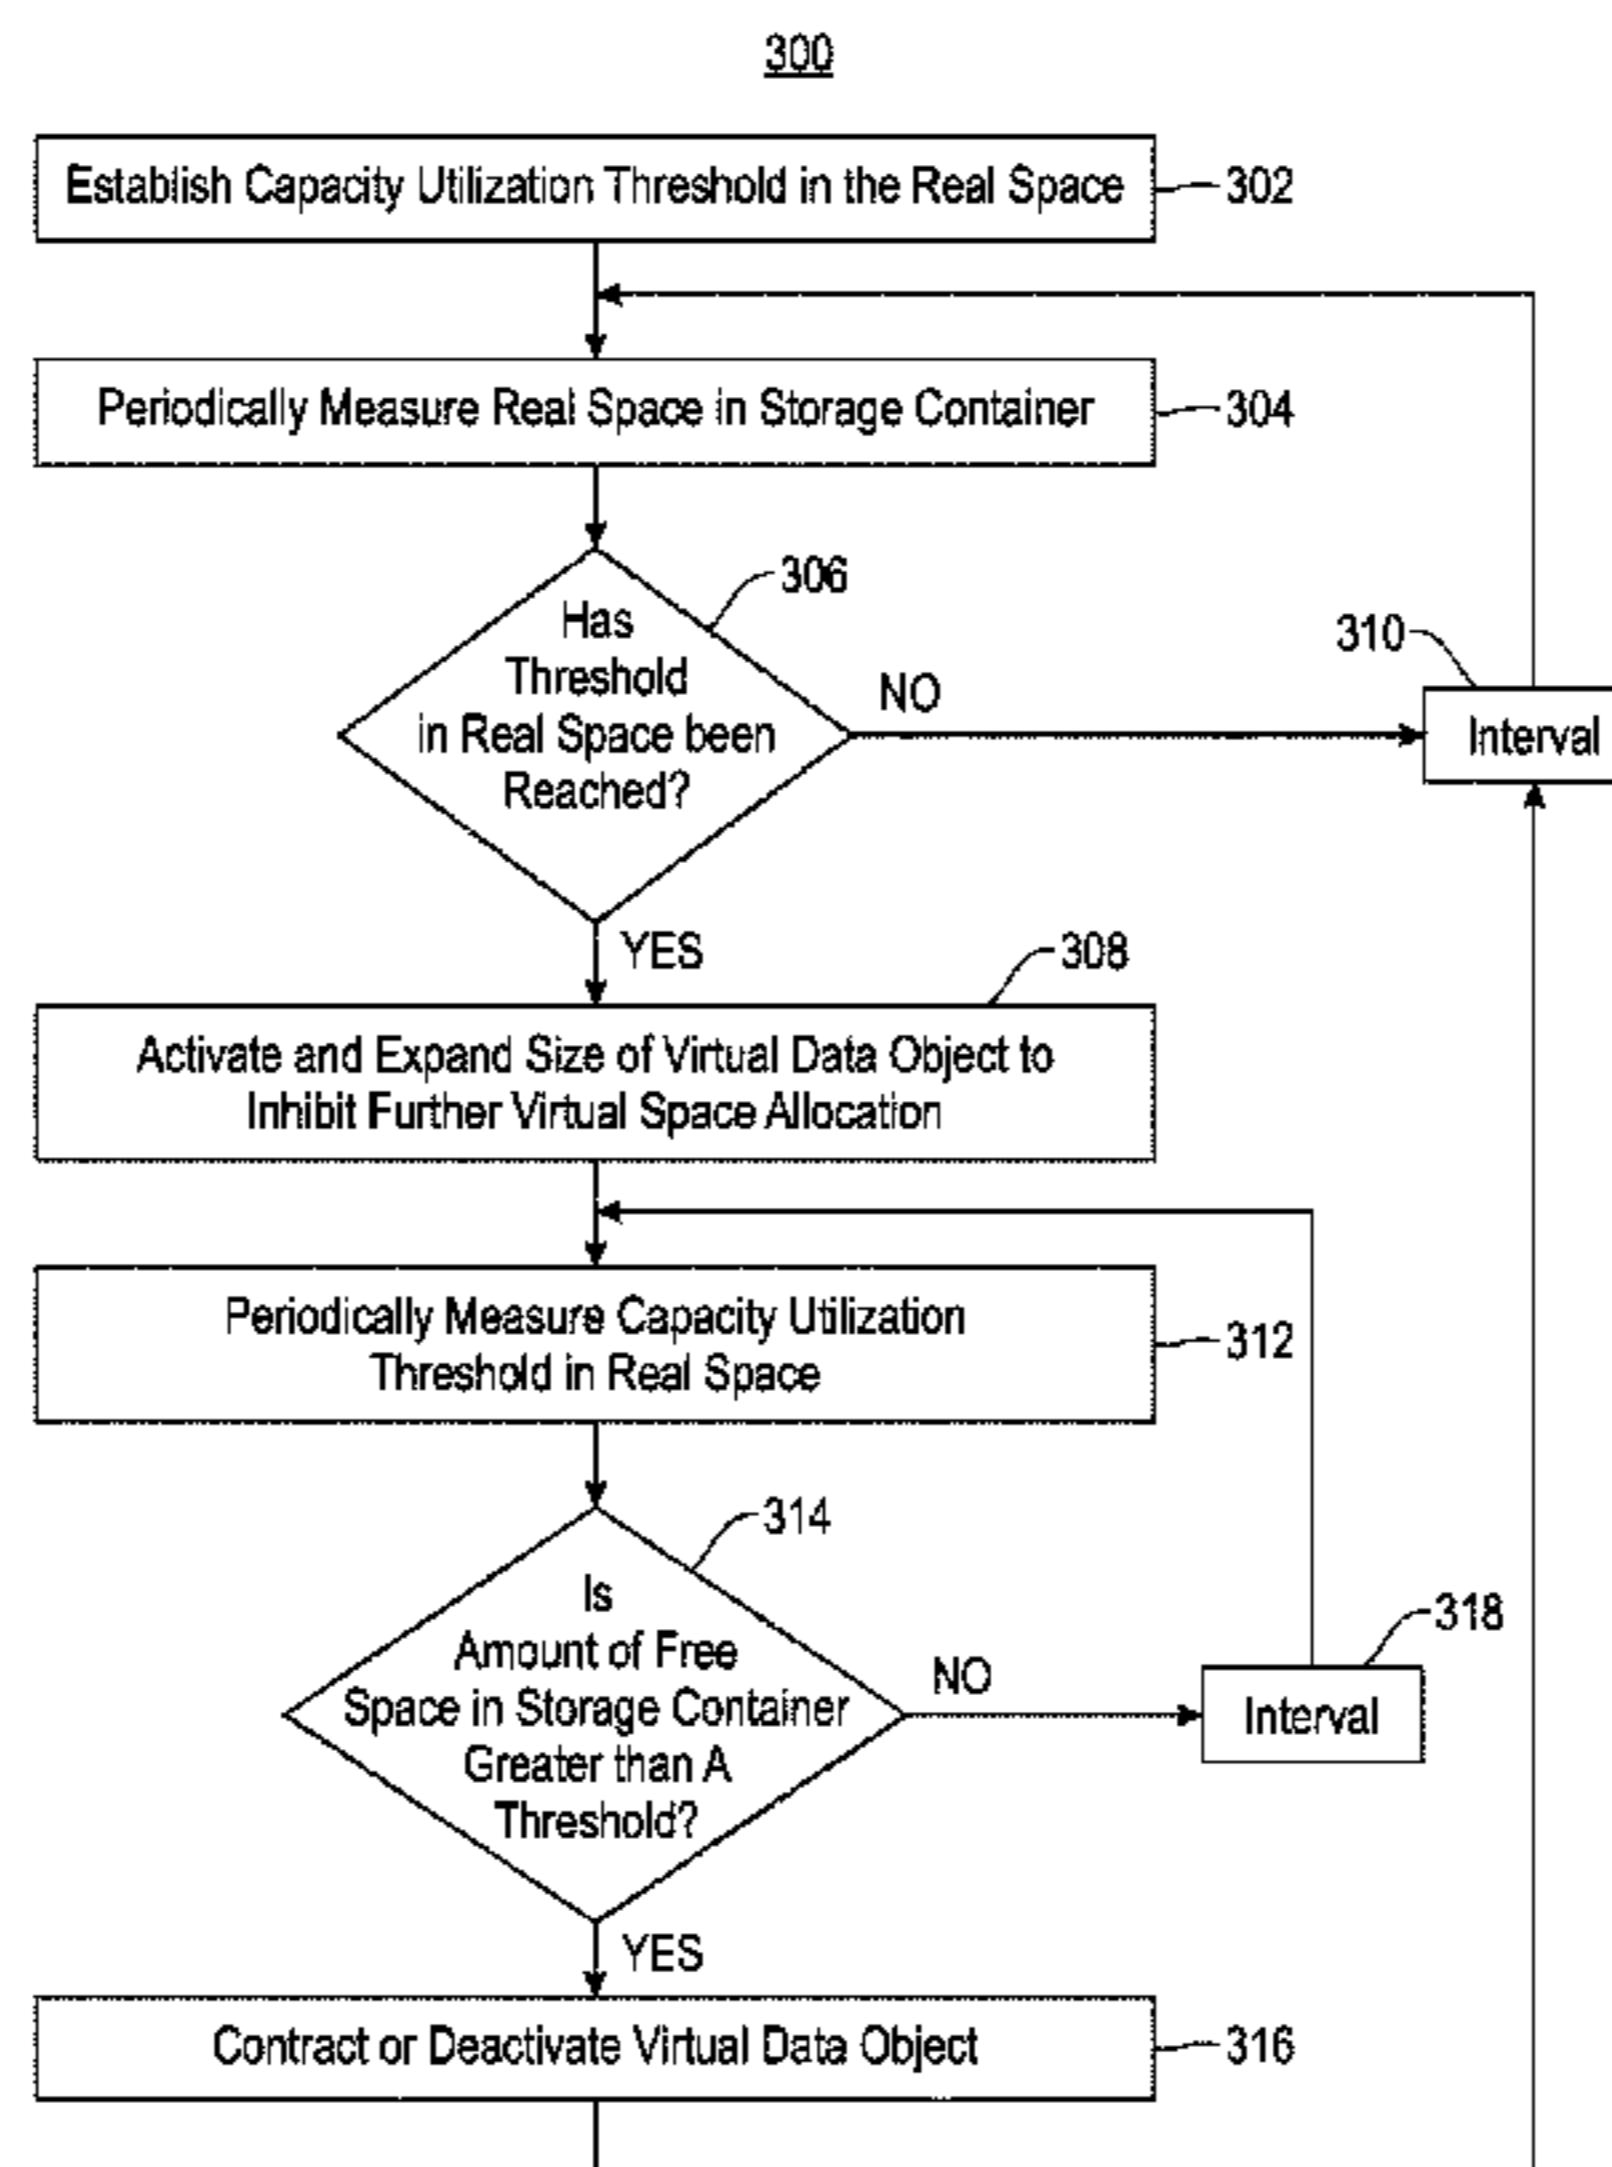 300
Establish Capacity Utilization Threshold in the Real Space
302
Periodically Measure Real Space in Storage Container
304
306
Has
Threshold
in Real Space been
Reached?
NO
310
Interval
YES
308
Activate and Expand Size of Virtual Data Object to
Inhibit Further Virtual Space Allocation
Periodically Measure Capacity Utilization
Threshold in Real Space
312
314
Is
Amount of Free
Space in Storage Container
Greater than A
Threshold?
NO
318
Interval
YES
Contract or Deactivate Virtual Data Object
316